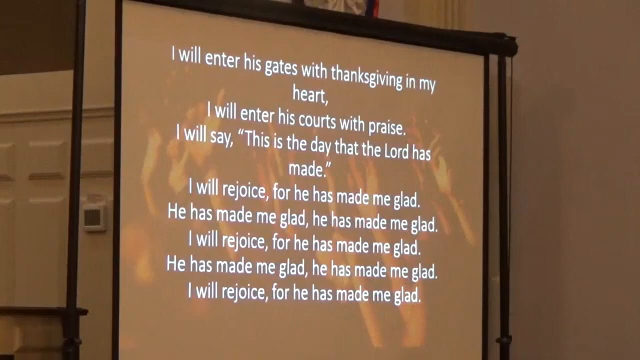 I will enter his gates with thanksgiving in my
heart,
I will enter his courts with praise.
I will say, “This is the day that the Lord has
made.”
I will rejoice, for he has made me glad.
He has made me glad, he has made me glad.
I will rejoice, for he has made me glad.
He has made me glad, he has made me glad.
I will rejoice, for he has made me glad.